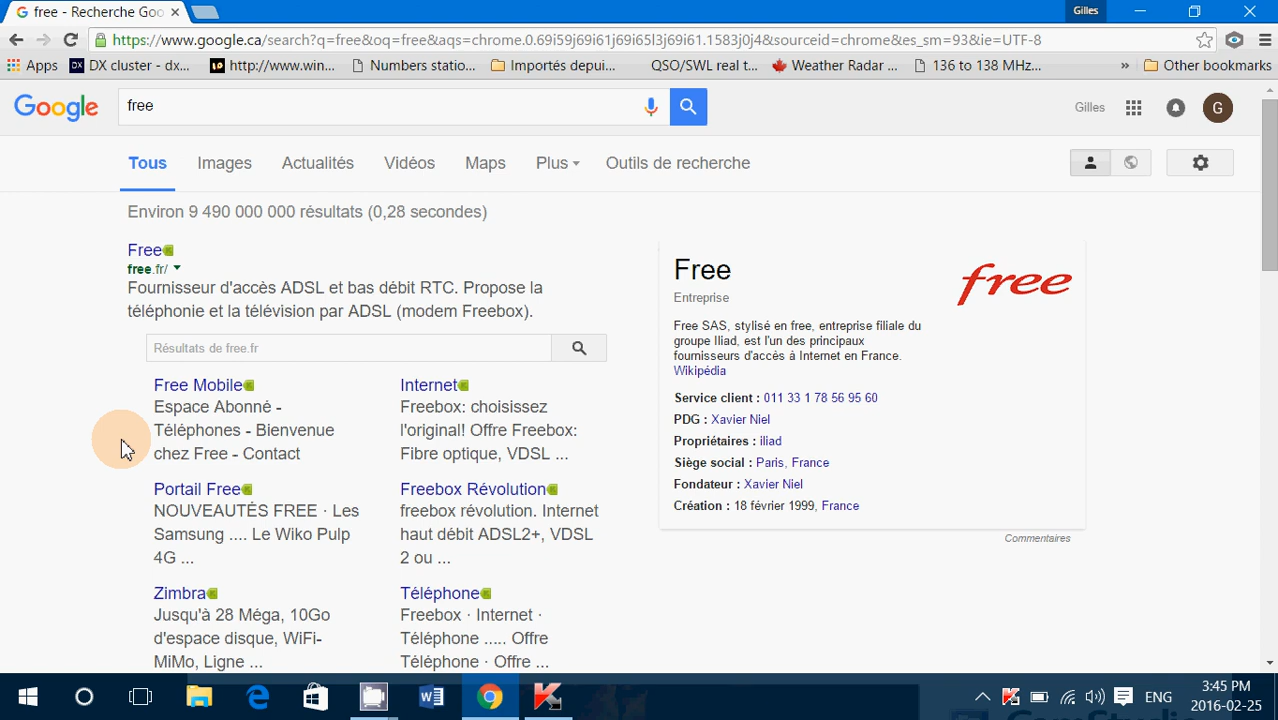 free - Recherche Goo
Gilles
https://www.google.ca/search?q=free&oq=free&aqs=chrome.0.69i59j69i61j69i65l3j69i61.1583j0j4&sourceid=chrome&es_sm=93&ie=UTF-8
Apps DX cluster - dx... http://www.win... Numbers statio... Importés depui... QSO/SWL real t... Weather Radar ... 136 to 138 MHz... » Other bookmarks
Google free Gilles G
Tous Images Actualités Vidéos Maps Plus Outils de recherche
Environ 9 490 000 000 résultats (0,28 secondes)
Free
free.fr/
Fournisseur d'accès ADSL et bas débit RTC. Propose la
téléphonie et la télévision par ADSL (modem Freebox).
Résultats de free.fr
Free Mobile
Espace Abonné -
Téléphones - Bienvenue
chez Free - Contact
Internet
Freebox: choisissez
l'original! Offre Freebox:
Fibre optique, VDSL ...
Portail Free
NOUVEAUTÉS FREE · Les
Samsung .... Le Wiko Pulp
4G ...
Freebox Révolution
freebox révolution. Internet
haut débit ADSL2+, VDSL
2 ou ...
Zimbra
Jusqu'à 28 Méga, 10Go
d'espace disque, WiFi-
MiMo, Ligne ...
Téléphone
Freebox · Internet ·
Téléphone ..... Offre
Téléphone · Offre ...
Free
free
Entreprise
Free SAS, stylisé en free, entreprise filiale du
groupe Iliad, est l'un des principaux
fournisseurs d'accès à Internet en France.
Wikipédia
Service client : 011 33 1 78 56 95 60
PDG : Xavier Niel
Propriétaires : iliad
Siège social : Paris, France
Fondateur : Xavier Niel
Création : 18 février 1999, France
Commentaires
ENG
3:45 PM
2016-02-25